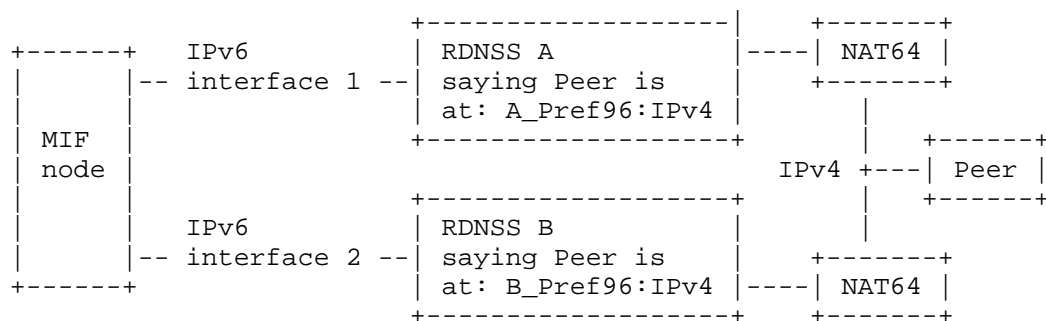 IPv6 RDNSS A NAT64
interface 1 saying Peer is
at: A_Pref96:IPv4
MIF
node IPv4 Peer
IPv6 RDNSS B
interface 2 saying Peer is
at: B_Pref96:IPv4 NAT64